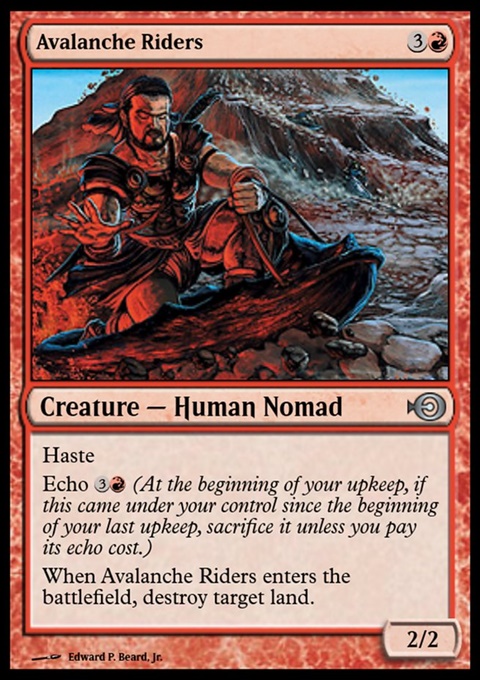 Avalanche Riders 3
Creature — Human Nomad
Haste
Echo 3 (At the beginning of your upkeep, if
this came under your control since the beginning
of your last upkeep, sacrifice it unless you pay
its echo cost.)
When Avalanche Riders enters the
battlefield, destroy target land.
2/2
Edward P. Beard, Jr.